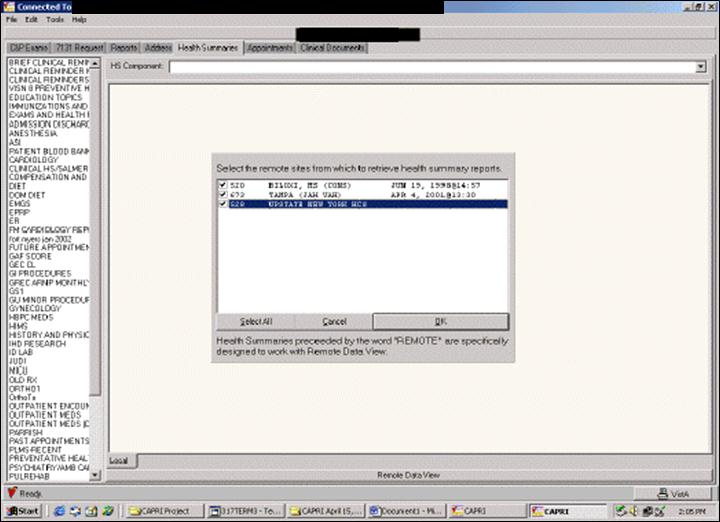 Connected To
File Edit Tools Help
C&P Exams 7131 Request Reports Address Health Summaries Appointments Clinical Documents
HS Component:
BRIEF CLINICAL REMIN
CLINICAL REMINDER M
CLINICAL REMINDERS
VISN 8 PREVENTIVE H
EDUCATION TOPICS
IMMUNIZATIONS AND
EXAMS AND HEALTH F
ADMISSION DISCHARG
ANESTHESIA
ASI
PATIENT BLOOD BANK
CARDIOLOGY
CLINICAL HS/SALMER
COMPENSATION AND
DIET
DOM DIET
EMGS
EPRP
ER
FM CARDIOLOGY REPO
fort myers jan 2002
FUTURE APPOINTMEN
GAF SCORE
GEC CL
GI PROCEDURES
GREC ARNP MONTHLY
GS1
GU MINOR PROCEDUR
GYNECOLOGY
HBPC MEDS
HIMS
HISTORY AND PHYSIC
IHD RESEARCH
ID LAB
JUDI
MICU
OLD RX
ORTHO1
OrthoTx
OUTPATIENT ENCOUN
OUTPATIENT MEDS
OUTPATIENT MEDS (D
PARRISH
PAST APPOINTMENTS
PLMS-RECENT
PREVENTATIVE HEAL
PSYCHIATRY/AMB CA
PULREHAB
Select the remote sites from which to retrieve health summary reports.
520 BILOXI, MS (CONS) JUN 19, 1998@14:57
673 TAMPA (JAH VAH) APR 4, 2001@13:30
528 UPSTATE NEW YORK HCS
Select All Cancel OK
Health Summaries preceeded by the word "REMOTE" are specifically
designed to work with Remote Data View.
Local
Remote Data View
Ready. VistA
Start CAPRI Project 317TERM3 - Te... CAPRI April 15,... Document1 - Mi... CAPRI CAPRI 2:05 PM